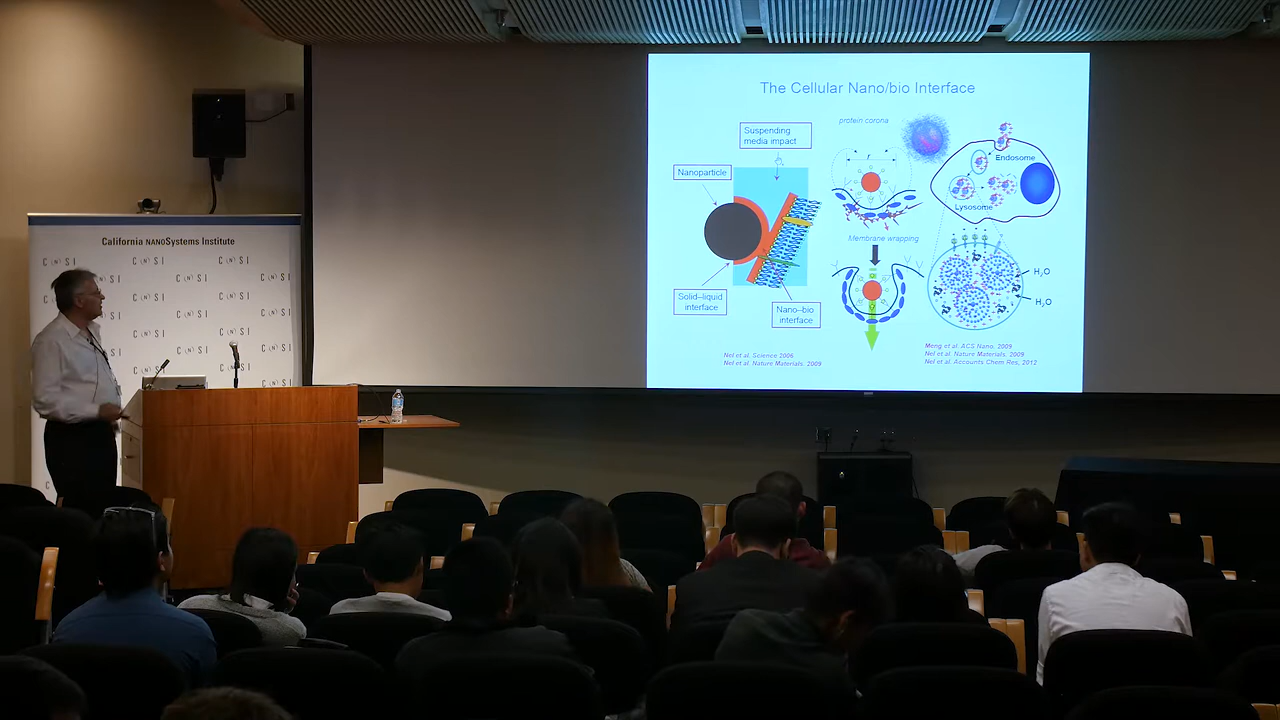 The Cellular Nano/bio Interface
Suspending
media impact
protein corona
Nanoparticle
Endosome
Lysosome
Membrane wrapping
Solid–liquid
interface
Nano–bio
interface
H₂O
H₂O
Nel et al. Science 2006
Nel et al. Nature Materials. 2009
Meng et al. ACS Nano. 2009
Nel et al. Nature Materials. 2009
Nel et al. Accounts Chem Res, 2012
California NANOSystems Institute
C N S I
C N S I
C N S I
C N S I
C N S I
C N S I
C N S I
C N S I
C N S I